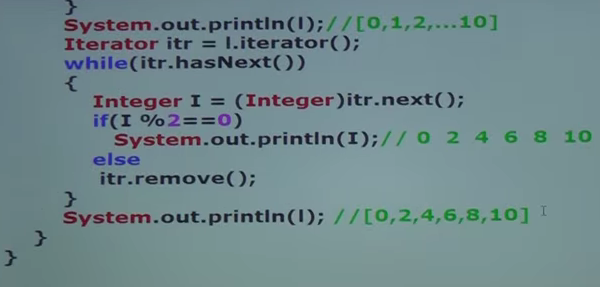 }
System.out.println(l);//[0,1,2,...10]
Iterator itr = l.iterator();
while(itr.hasNext())
{
Integer I = (Integer)itr.next();
if(I %2==0)
System.out.println(I);// 0 2 4 6 8 10
else
itr.remove();
}
System.out.println(l); //[0,2,4,6,8,10]
}
}